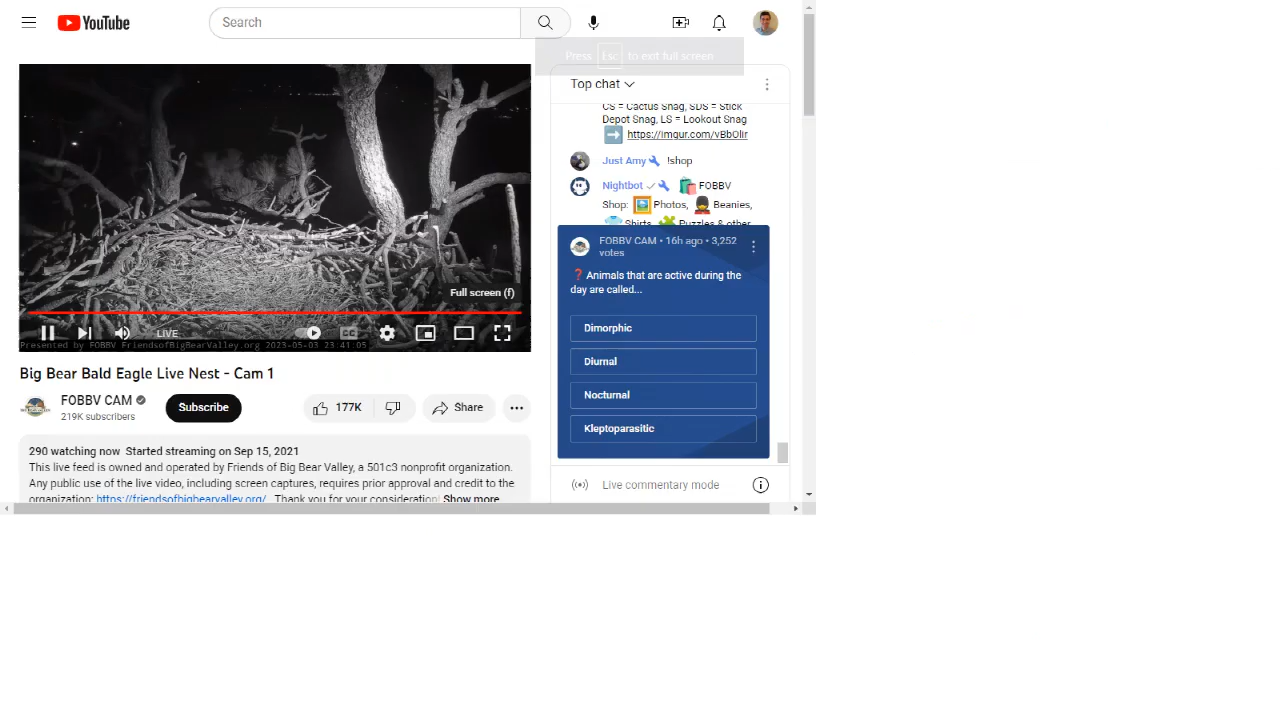 YouTube
Search
Press Esc to exit full screen
Top chat
CS = Cactus Snag, SDS = Stick
Depot Snag, LS = Lookout Snag
https://imgur.com/vBbOlIr
Just Amy !shop
Nightbot FOBBV
Shop: Photos, Beanies,
Shirts, Puzzles & other
FOBBV CAM • 16h ago • 3,252
votes
❓ Animals that are active during the
day are called...
Dimorphic
Diurnal
Nocturnal
Kleptoparasitic
Live commentary mode
Full screen (f)
LIVE
CC
Presented by FOBBV FriendsofBigBearValley.org 2023-05-03 23:41:05
Big Bear Bald Eagle Live Nest - Cam 1
FOBBV CAM
219K subscribers
Subscribe
177K
Share
290 watching now Started streaming on Sep 15, 2021
This live feed is owned and operated by Friends of Big Bear Valley, a 501c3 nonprofit organization.
Any public use of the live video, including screen captures, requires prior approval and credit to the
organization: https://friendsofbigbearvalley.org/ . Thank you for your consideration! Show more